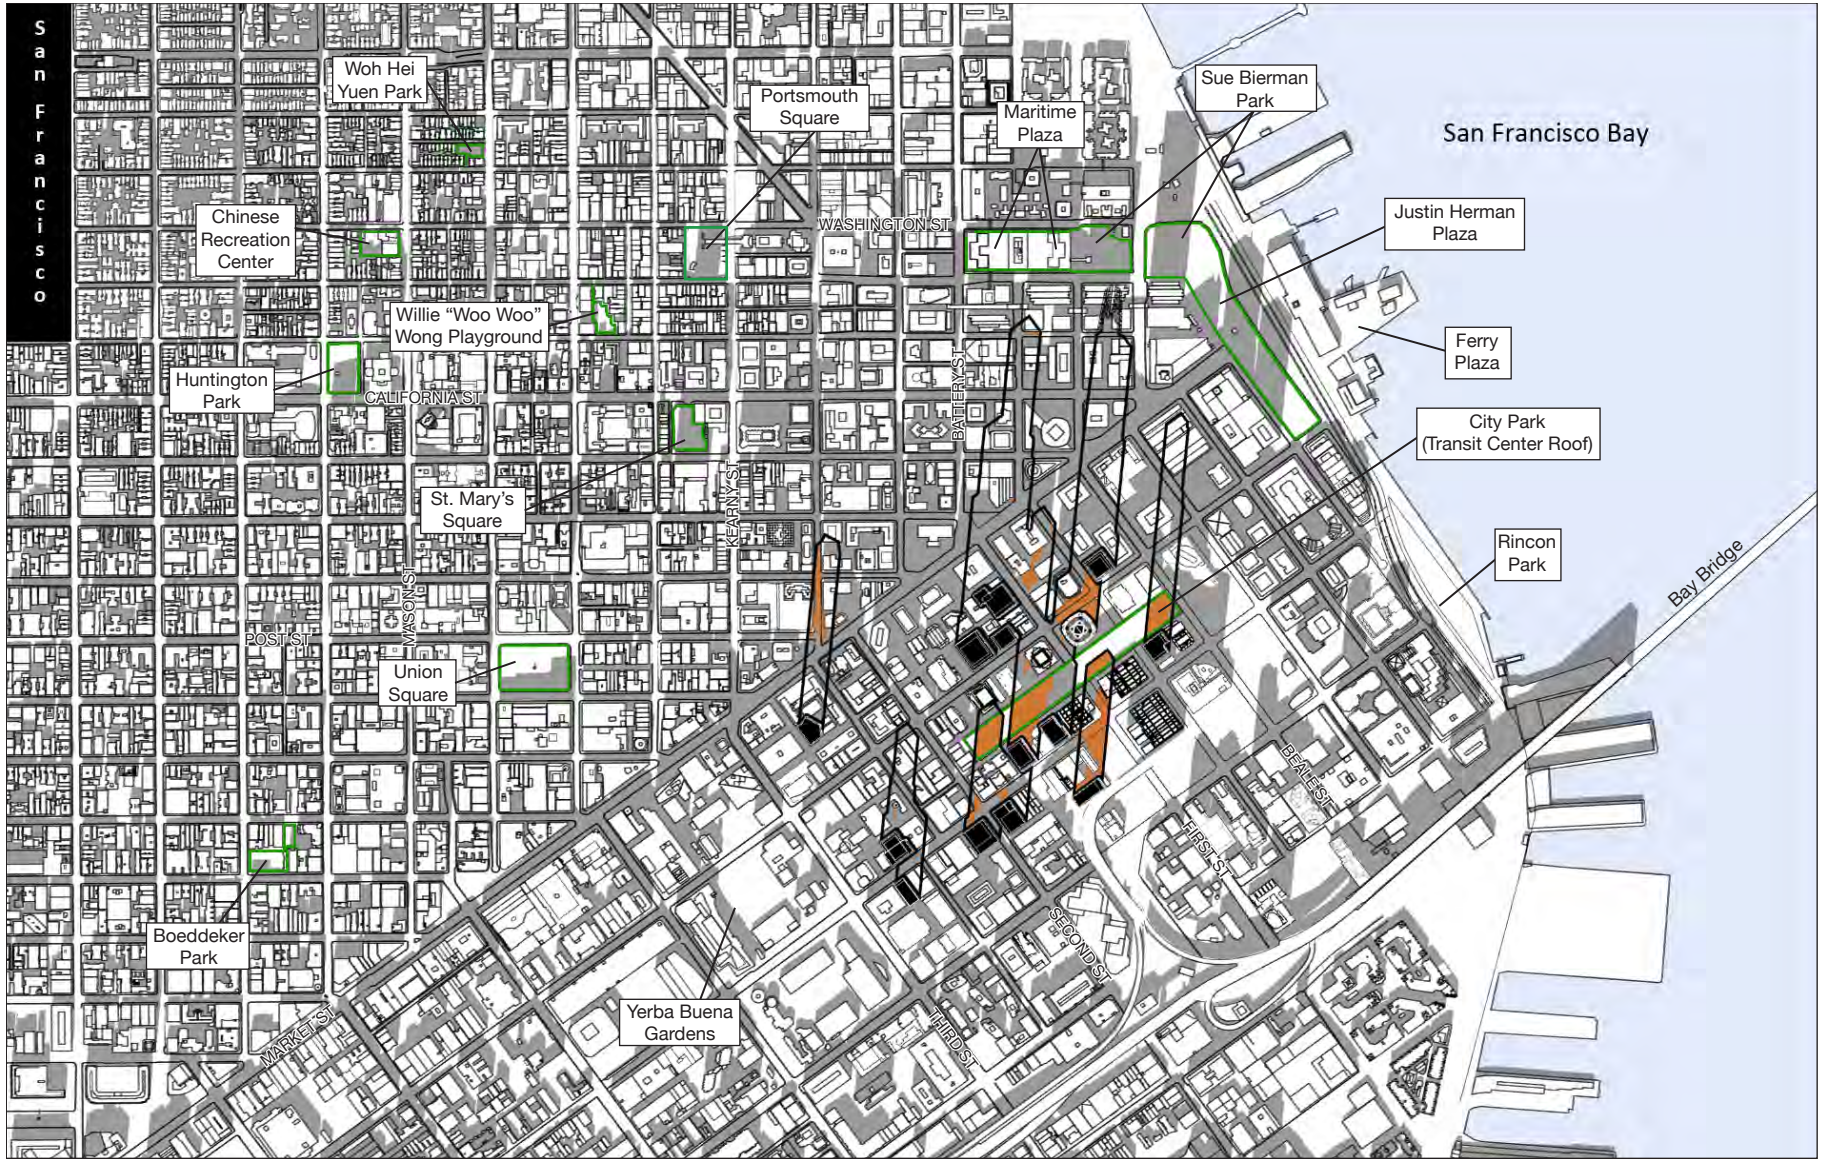 San Francisco
Woh Hei
Yuen Park
Portsmouth
Square
Maritime
Plaza
Sue Bierman
Park
San Francisco Bay
Chinese
Recreation
Center
WASHINGTON ST
Justin Herman
Plaza
Willie “Woo Woo”
Wong Playground
Ferry
Plaza
Huntington
Park
CALIFORNIA ST
BATTERY ST
City Park
(Transit Center Roof)
St. Mary’s
Square
KEARNY ST
Rincon
Park
Bay Bridge
MASON ST
POST ST
Union
Square
BEALE ST
FIRST ST
Boeddeker
Park
SECOND ST
Yerba Buena
Gardens
THIRD ST
MARKET ST